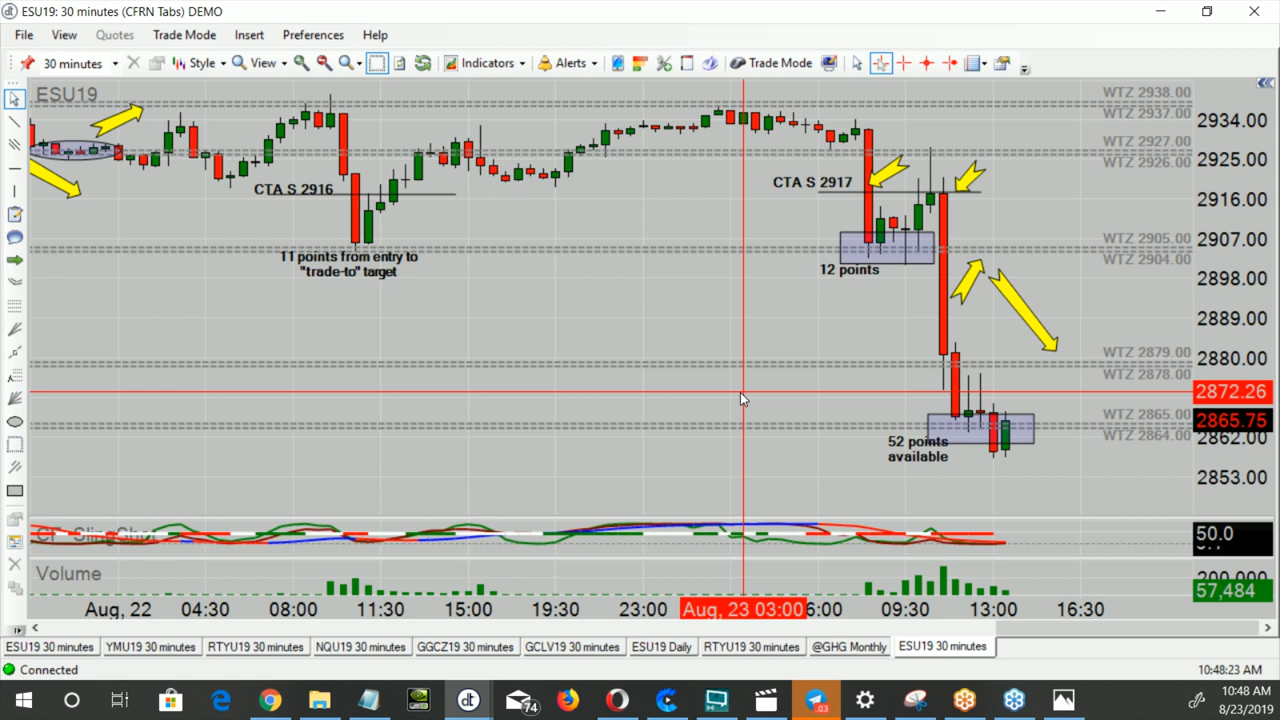 ESU19: 30 minutes (CFRN Tabs) DEMO
File View Quotes Trade Mode Insert Preferences Help
30 minutes Style View Indicators Alerts Trade Mode
ESU19
WTZ 2938.00
WTZ 2937.00
2934.00
WTZ 2927.00
WTZ 2926.00
2925.00
CTA S 2916
CTA S 2917
2916.00
WTZ 2905.00
2907.00
WTZ 2904.00
11 points from entry to
"trade-to" target
12 points
2898.00
2889.00
WTZ 2879.00
2880.00
WTZ 2878.00
2872.26
WTZ 2865.00
2865.75
WTZ 2864.00
2862.00
52 points
available
2853.00
CF SlingShot
50.0
Volume
200,000
57,484
Aug, 22 04:30 08:00 11:30 15:00 19:30 23:00 Aug, 23 03:00 6:00 09:30 13:00 16:30
ESU19 30 minutes YMU19 30 minutes RTYU19 30 minutes NQU19 30 minutes GGCZ19 30 minutes GCLV19 30 minutes ESU19 Daily RTYU19 30 minutes @GHG Monthly ESU19 30 minutes
Connected
10:48:23 AM
74
.03
10:48 AM
8/23/2019